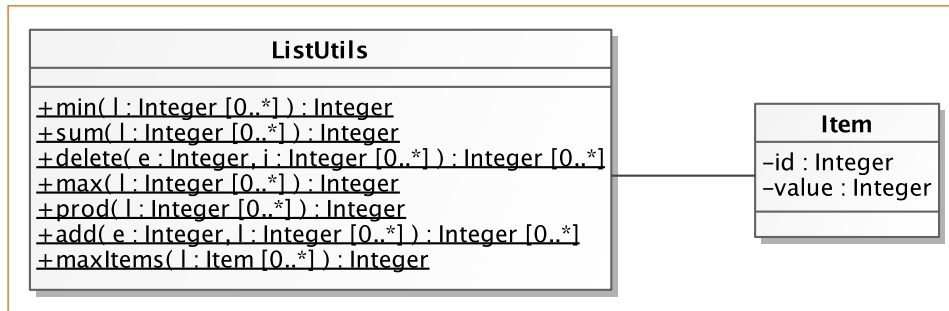 ListUtils
+min( l : Integer [0..*] ) : Integer
+sum( l : Integer [0..*] ) : Integer
+delete( e : Integer, i : Integer [0..*] ) : Integer [0..*]
+max( l : Integer [0..*] ) : Integer
+prod( l : Integer [0..*] ) : Integer
+add( e : Integer, l : Integer [0..*] ) : Integer [0..*]
+maxItems( l : Item [0..*] ) : Integer
Item
-id : Integer
-value : Integer